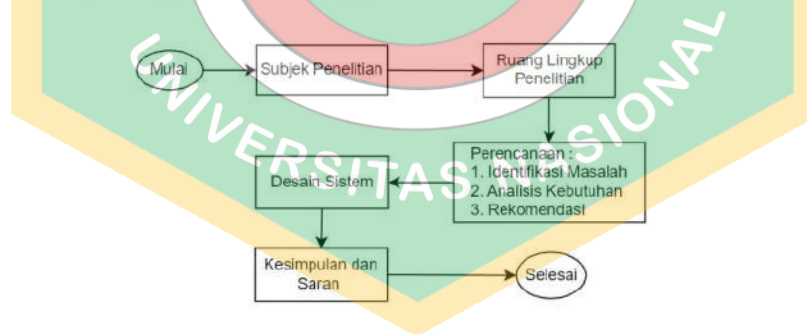 Mulai
Subjek Penelitian
Ruang Lingkup
Penelitian
Perencanaan :
1. Identifikasi Masalah
2. Analisis Kebutuhan
3. Rekomendasi
Desain Sistem
Kesimpulan dan
Saran
Selesai
UNIVERSITAS NASIONAL